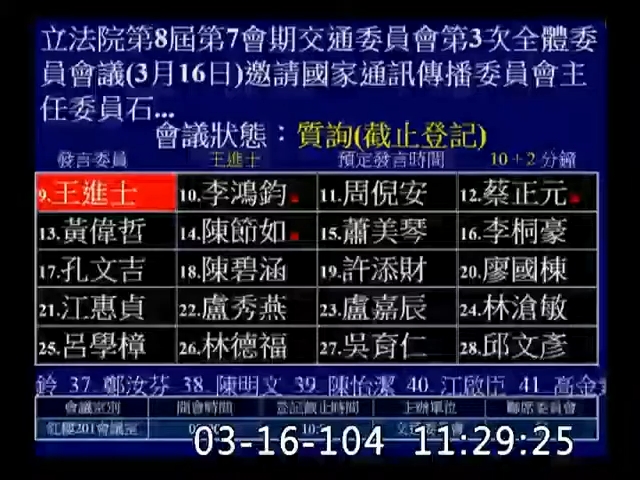 立法院第8屆第7會期交通委員會第3次全體委
員會議(3月16日)邀請國家通訊傳播委員會主
任委員石...
會議狀態：質詢(截止登記)
發言委員 王進士 預定發言時間 10+2 分鐘
9.王進士 10.李鴻鈞 11.周倪安 12.蔡正元
13.黃偉哲 14.陳節如 15.蕭美琴 16.李桐豪
17.孔文吉 18.陳碧涵 19.許添財 20.廖國棟
21.江惠貞 22.盧秀燕 23.盧嘉辰 24.林滄敏
25.呂學樟 26.林德福 27.吳育仁 28.邱文彥
鈴 37. 鄭汝芬 38. 陳明文 39. 陳怡潔 40. 江啟臣 41. 高金
會議室別 開會時間 登記截止時間 主辦單位 聯席委員會
紅樓201會議室
03-16-104 11:29:25